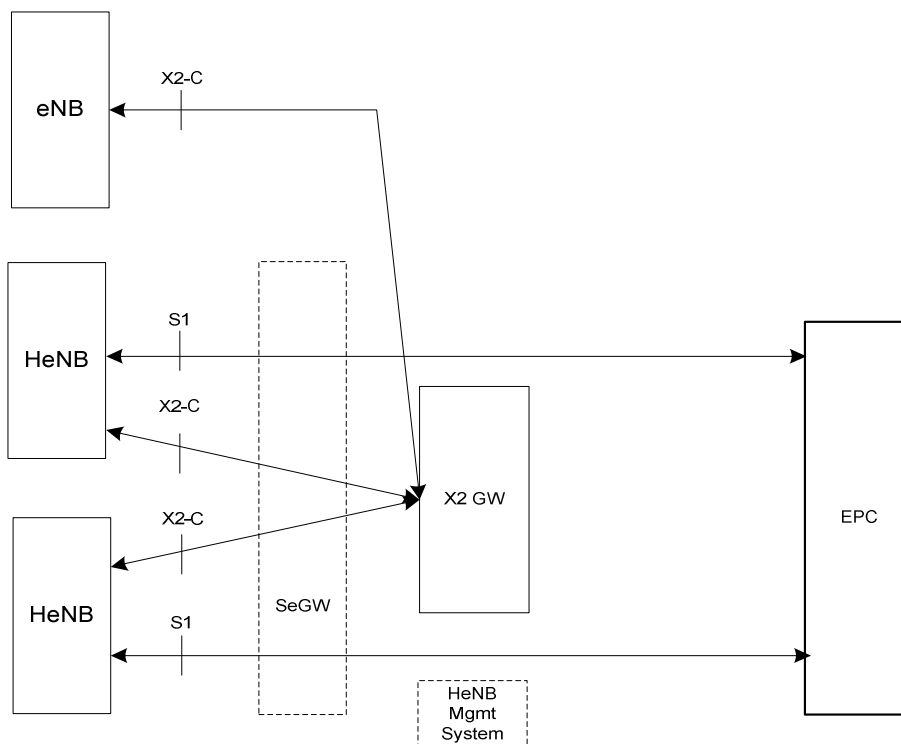 X2-C
eNB
S1
HeNB
X2-C
X2 GW
X2-C
EPC
SeGW
HeNB
S1
HeNB
Mgmt
System